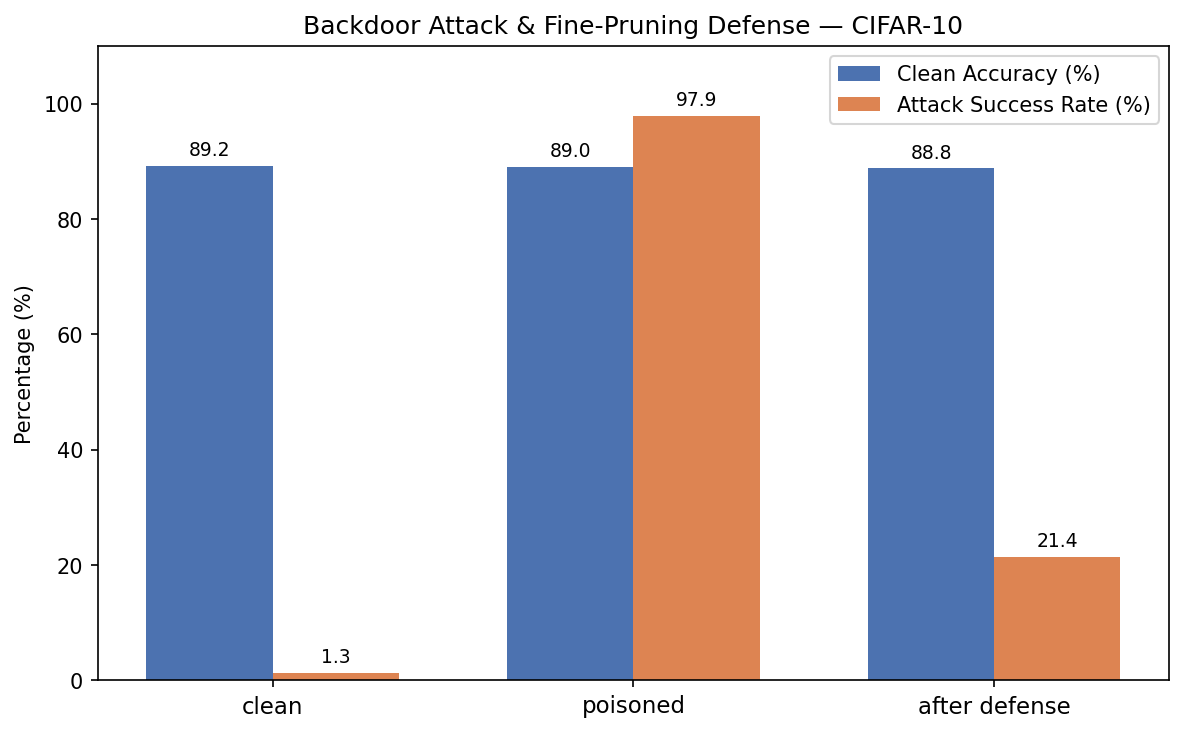 Backdoor Attack & Fine-Pruning Defense — CIFAR-10
Clean Accuracy (%)
Attack Success Rate (%)
Percentage (%)
100
80
60
40
20
0
89.2
1.3
89.0
97.9
88.8
21.4
clean
poisoned
after defense